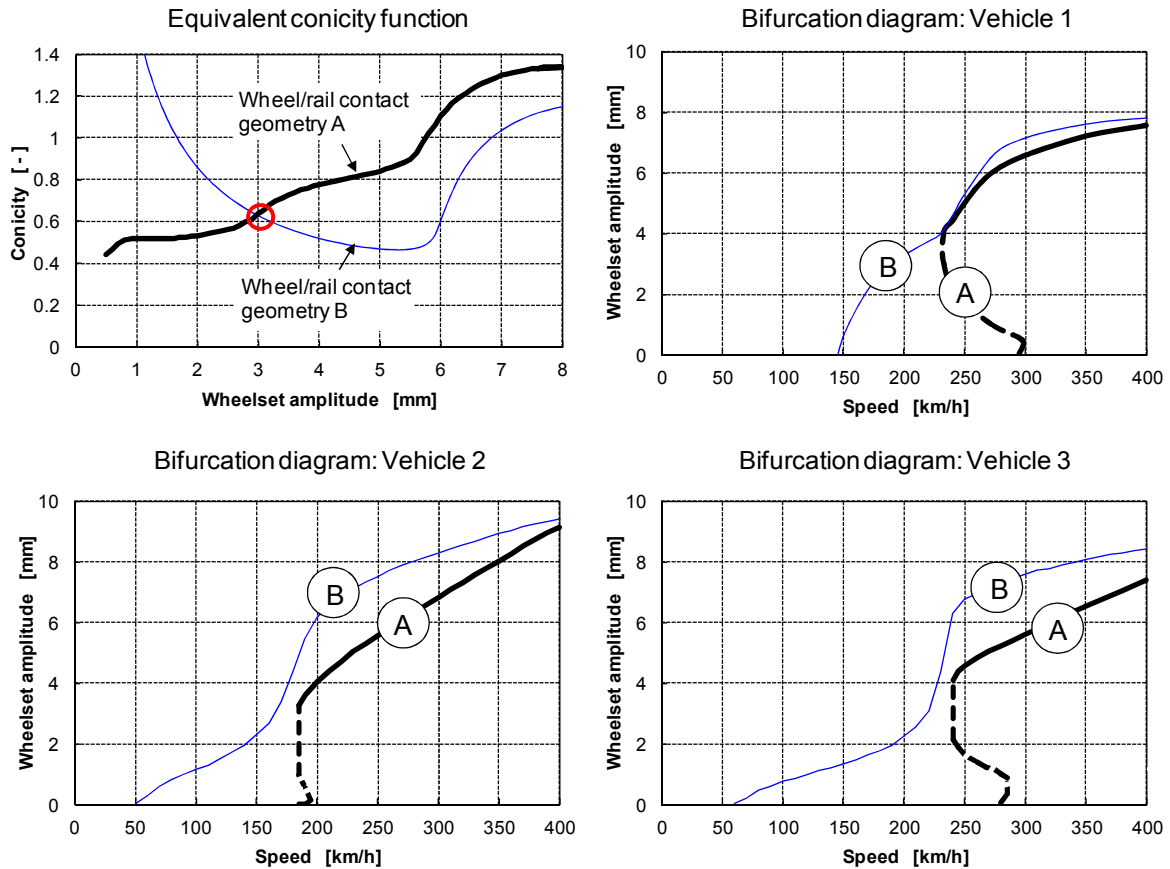 Equivalent conicity function
1.4
1.2
1
0.8
0.6
0.4
0.2
0
Conicity [ - ]
Wheel/rail contact
geometry A
Wheel/rail contact
geometry B
0 1 2 3 4 5 6 7 8
Wheelset amplitude [mm]
Bifurcation diagram: Vehicle 1
10
8
6
4
2
0
Wheelset amplitude [mm]
B
A
0 50 100 150 200 250 300 350 400
Speed [km/h]
Bifurcation diagram: Vehicle 2
10
8
6
4
2
0
Wheelset amplitude [mm]
B
A
0 50 100 150 200 250 300 350 400
Speed [km/h]
Bifurcation diagram: Vehicle 3
10
8
6
4
2
0
Wheelset amplitude [mm]
B
A
0 50 100 150 200 250 300 350 400
Speed [km/h]